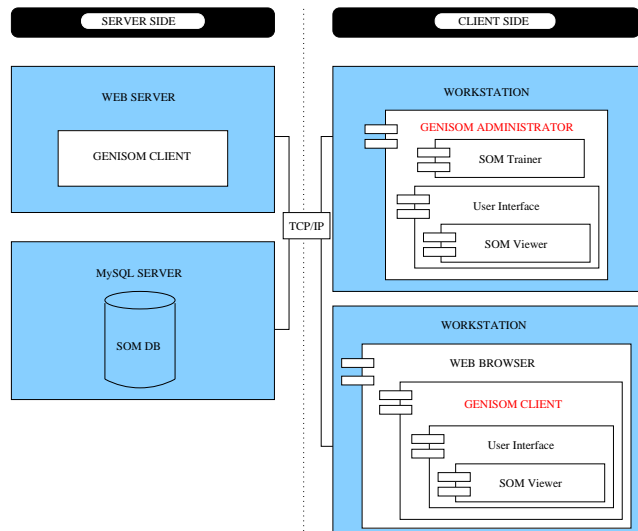 SERVER SIDE
WEB SERVER
GENISOM CLIENT
MySQL SERVER
SOM DB
TCP/IP
CLIENT SIDE
WORKSTATION
GENISOM ADMINISTRATOR
SOM Trainer
User Interface
SOM Viewer
WORKSTATION
WEB BROWSER
GENISOM CLIENT
User Interface
SOM Viewer